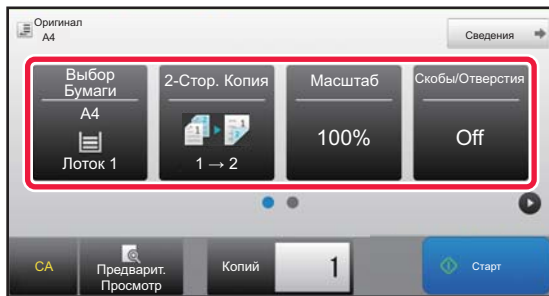 Оригинал
A4
Сведения
Выбор
Бумаги
A4
Лоток 1
2-Стор. Копия
1 → 2
Масштаб
100%
Скобы/Отверстия
Off
CA
Предварит.
Просмотр
Копий
1
Старт